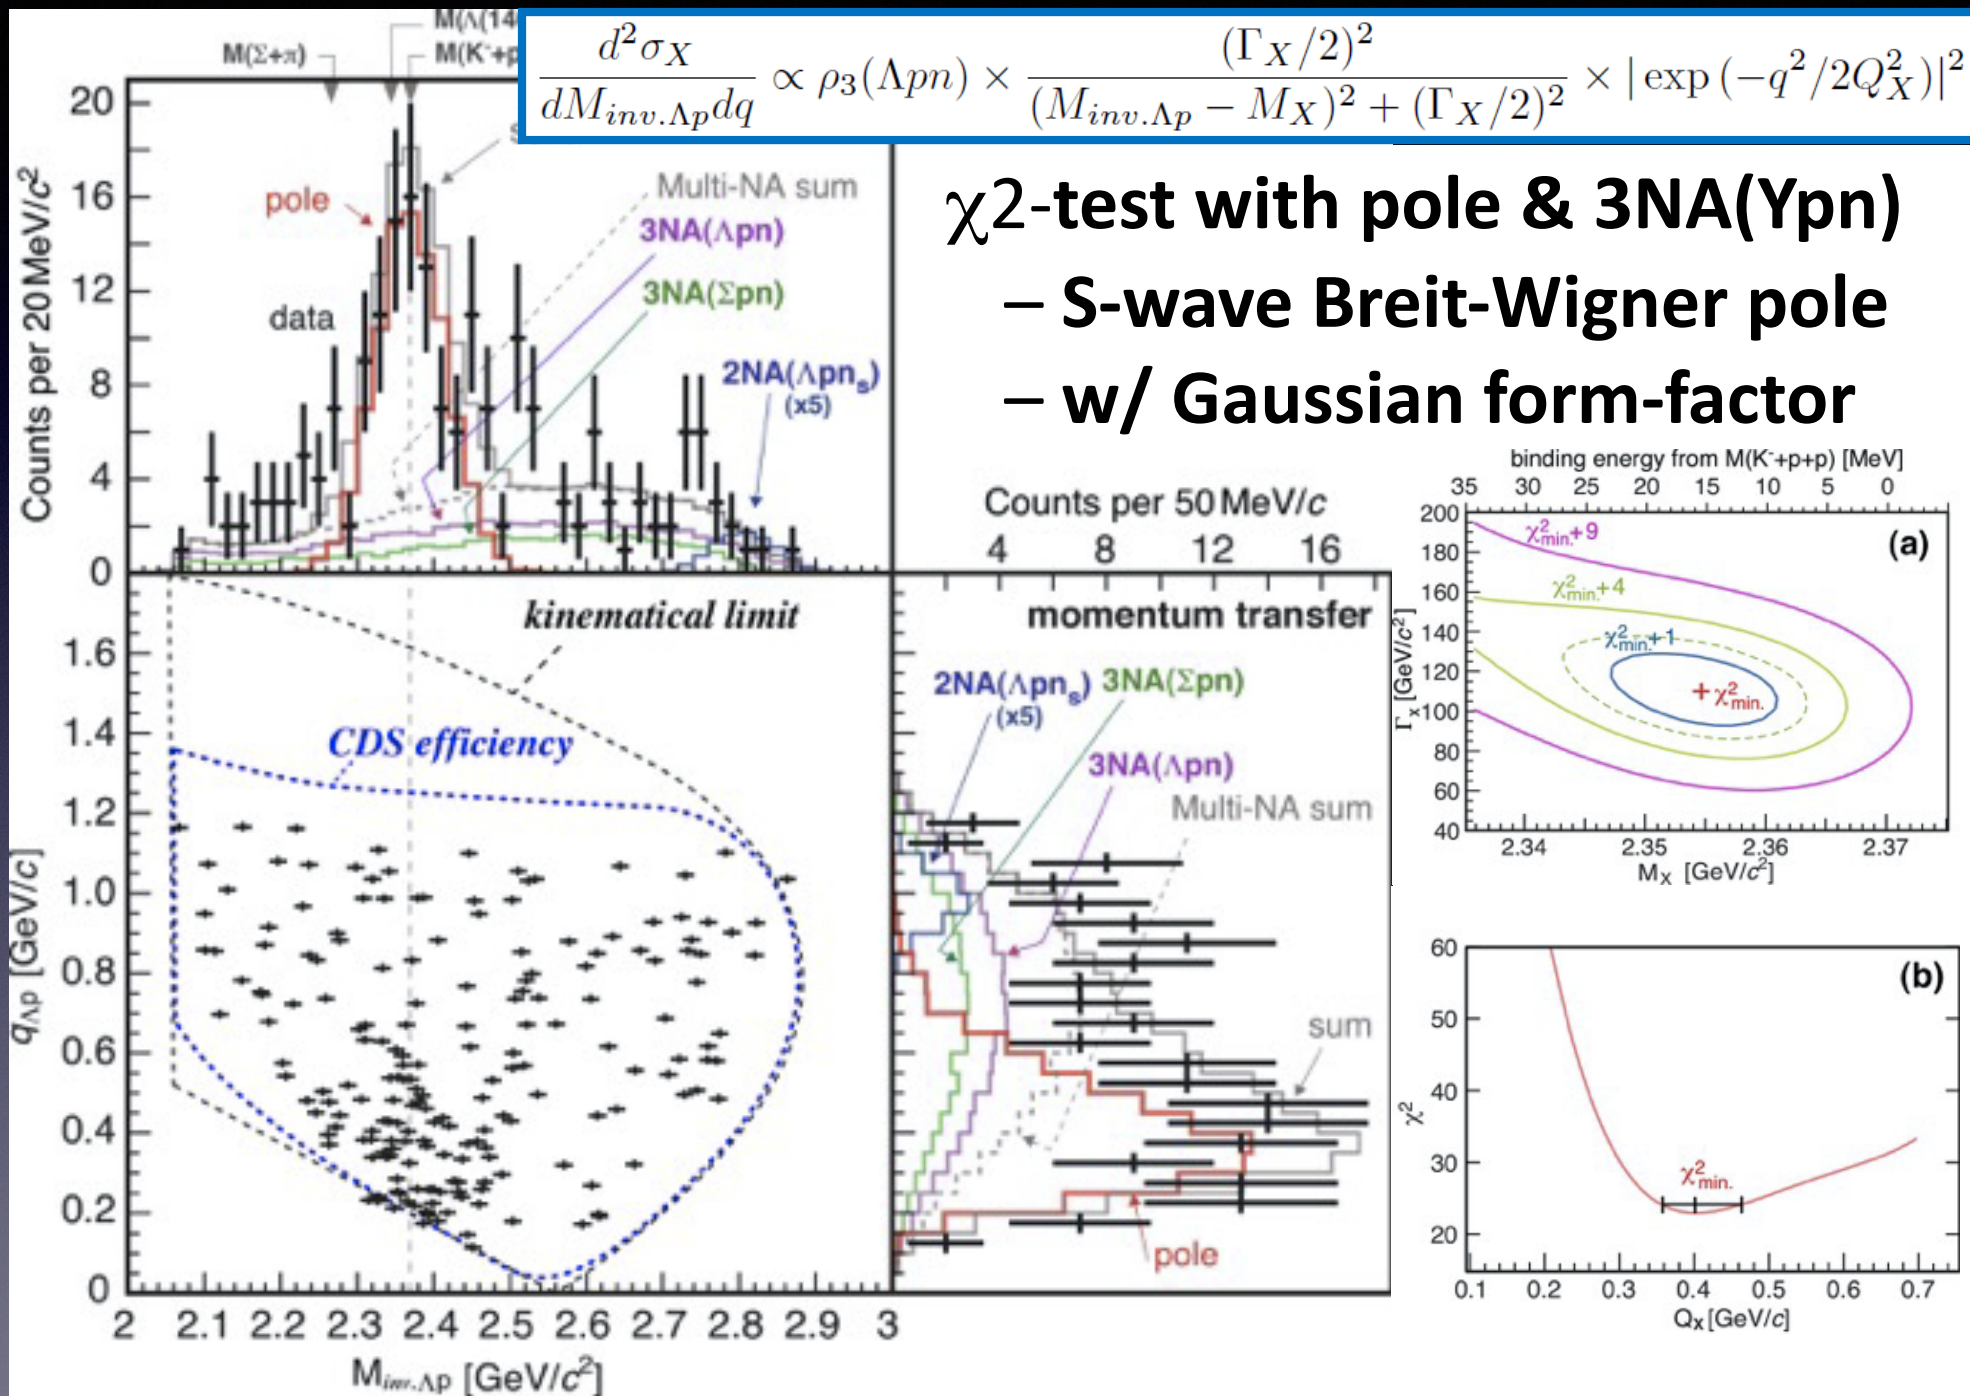 M(Λ(14
M(Σ+π)
M(K⁻+p
d²σ_X / dM_{inv.Λp}dq ∝ ρ₃(Λpn) × (Γ_X/2)² / ((M_{inv.Λp} − M_X)² + (Γ_X/2)²) × | exp (−q²/2Q_X²)|²
χ2-test with pole & 3NA(Ypn)
– S-wave Breit-Wigner pole
– w/ Gaussian form-factor
Counts per 20 MeV/c²
20
16
12
8
4
0
s
pole
data
Multi-NA sum
3NA(Λpn)
3NA(Σpn)
2NA(Λpnₛ)
(x5)
Counts per 50 MeV/c
4 8 12 16
kinematical limit
CDS efficiency
q_Λp [GeV/c]
1.6
1.4
1.2
1.0
0.8
0.6
0.4
0.2
0
2 2.1 2.2 2.3 2.4 2.5 2.6 2.7 2.8 2.9 3
M_{inv.Λp} [GeV/c²]
momentum transfer
2NA(Λpnₛ) 3NA(Σpn)
(x5)
3NA(Λpn)
Multi-NA sum
sum
pole
binding energy from M(K⁻+p+p) [MeV]
35 30 25 20 15 10 5 0
(a)
χ²min.+9
χ²min.+4
χ²min.+1
+χ²min.
Γ_X [GeV/c²]
200
180
160
140
120
100
80
60
40
2.34 2.35 2.36 2.37
M_X [GeV/c²]
(b)
χ²
60
50
40
30
20
χ²min.
0.1 0.2 0.3 0.4 0.5 0.6 0.7
Q_X [GeV/c]